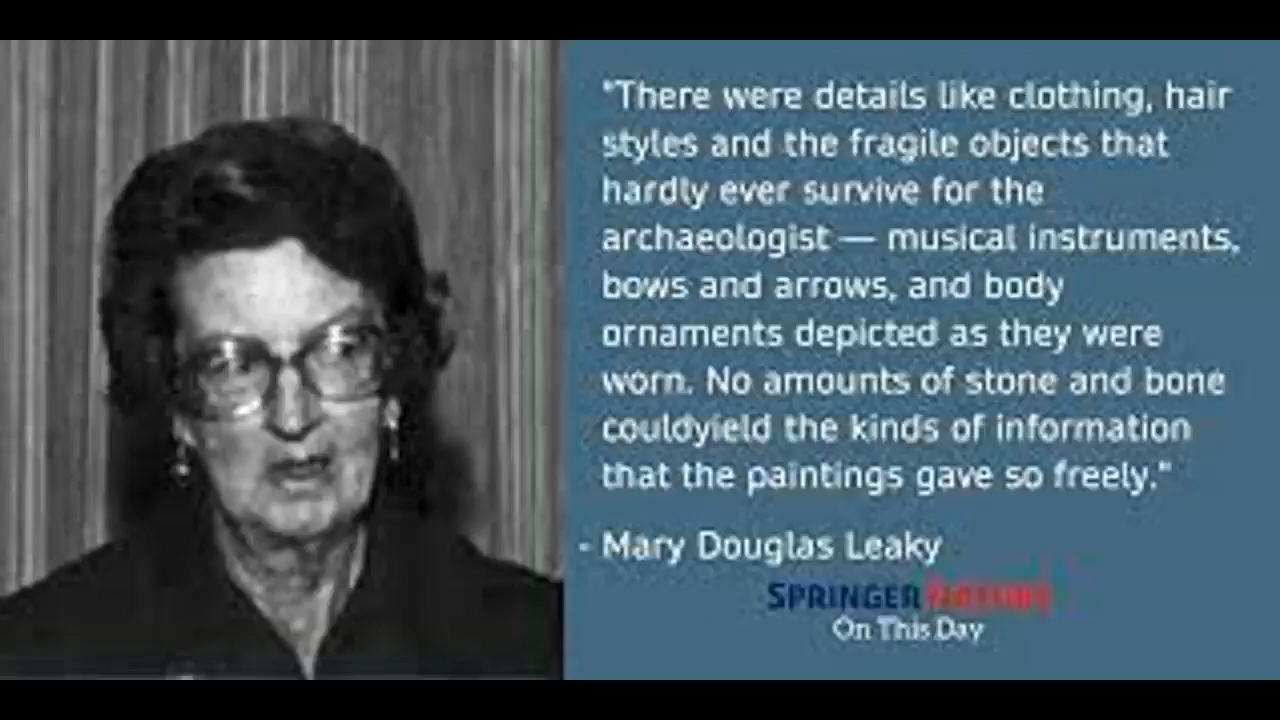 "There were details like clothing, hair
styles and the fragile objects that
hardly ever survive for the
archaeologist — musical instruments,
bows and arrows, and body
ornaments depicted as they were
worn. No amounts of stone and bone
couldyield the kinds of information
that the paintings gave so freely."
- Mary Douglas Leaky
SPRINGER NATURE
On This Day